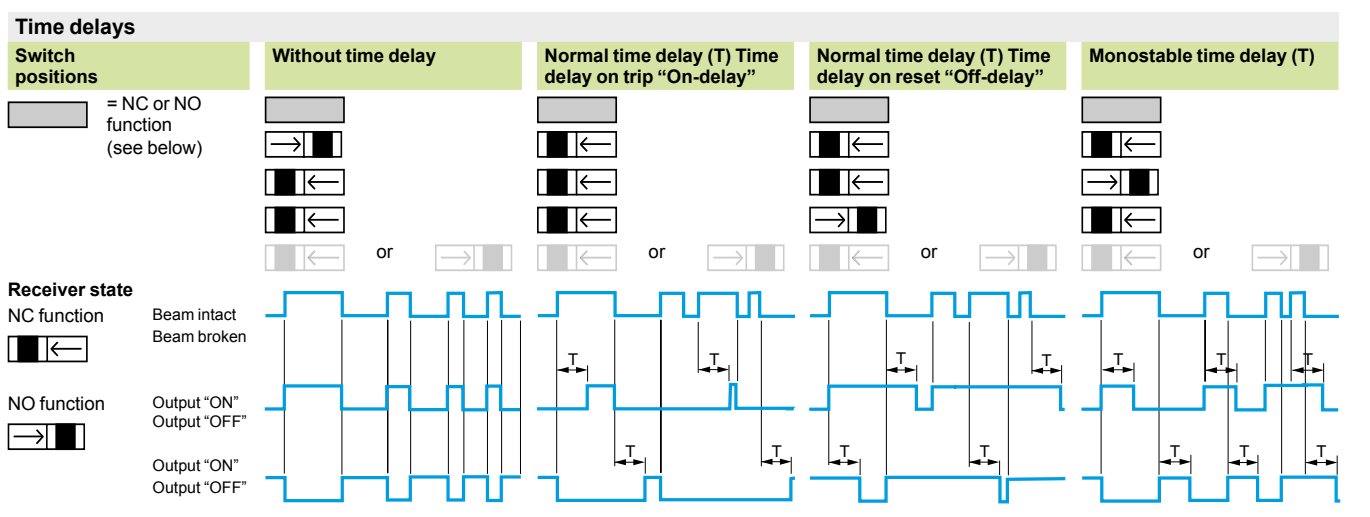 Time delays
Switch
positions
Without time delay
Normal time delay (T) Time
delay on trip “On-delay”
Normal time delay (T) Time
delay on reset “Off-delay”
Monostable time delay (T)
= NC or NO
function
(see below)
or
or
or
or
Receiver state
NC function
Beam intact
Beam broken
T
T
T
T
T
T
T
NO function
Output “ON”
Output “OFF”
T
T
T
T
T
T
T
Output “ON”
Output “OFF”